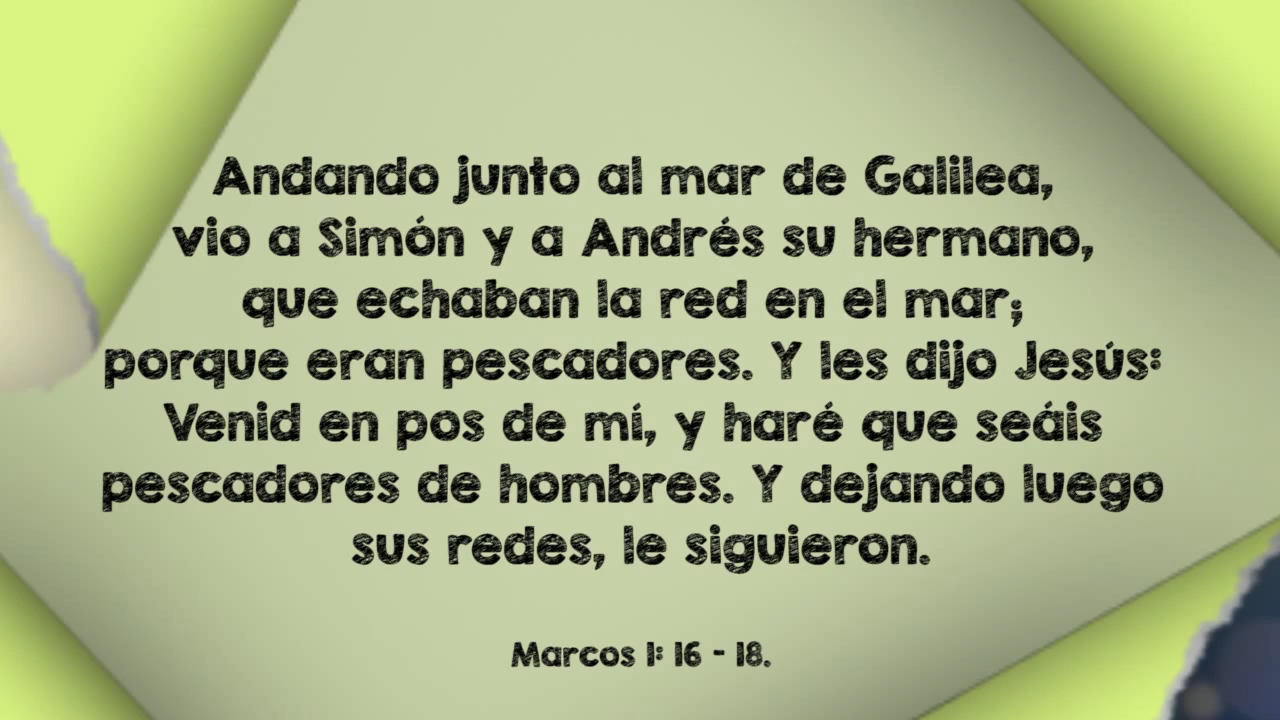 Andando junto al mar de Galilea,
vio a Simón y a Andrés su hermano,
que echaban la red en el mar;
porque eran pescadores. Y les dijo Jesús:
Venid en pos de mí, y haré que seáis
pescadores de hombres. Y dejando luego
sus redes, le siguieron.
Marcos 1: 16 - 18.